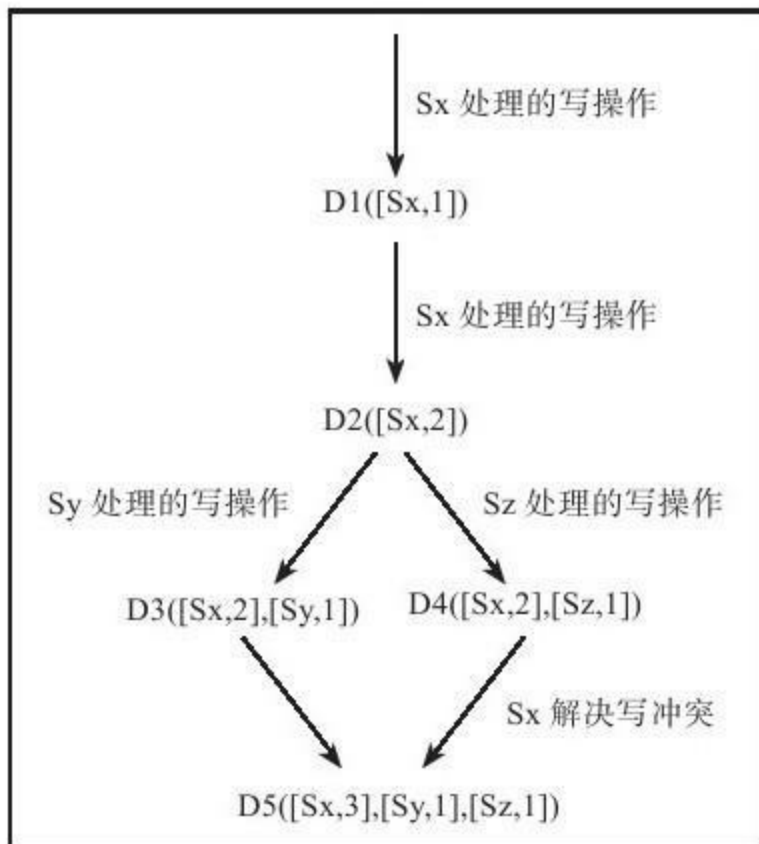 Sx 处理的写操作
D1([Sx,1])
Sx 处理的写操作
D2([Sx,2])
Sy 处理的写操作
Sz 处理的写操作
D3([Sx,2],[Sy,1])
D4([Sx,2],[Sz,1])
Sx 解决写冲突
D5([Sx,3],[Sy,1],[Sz,1])